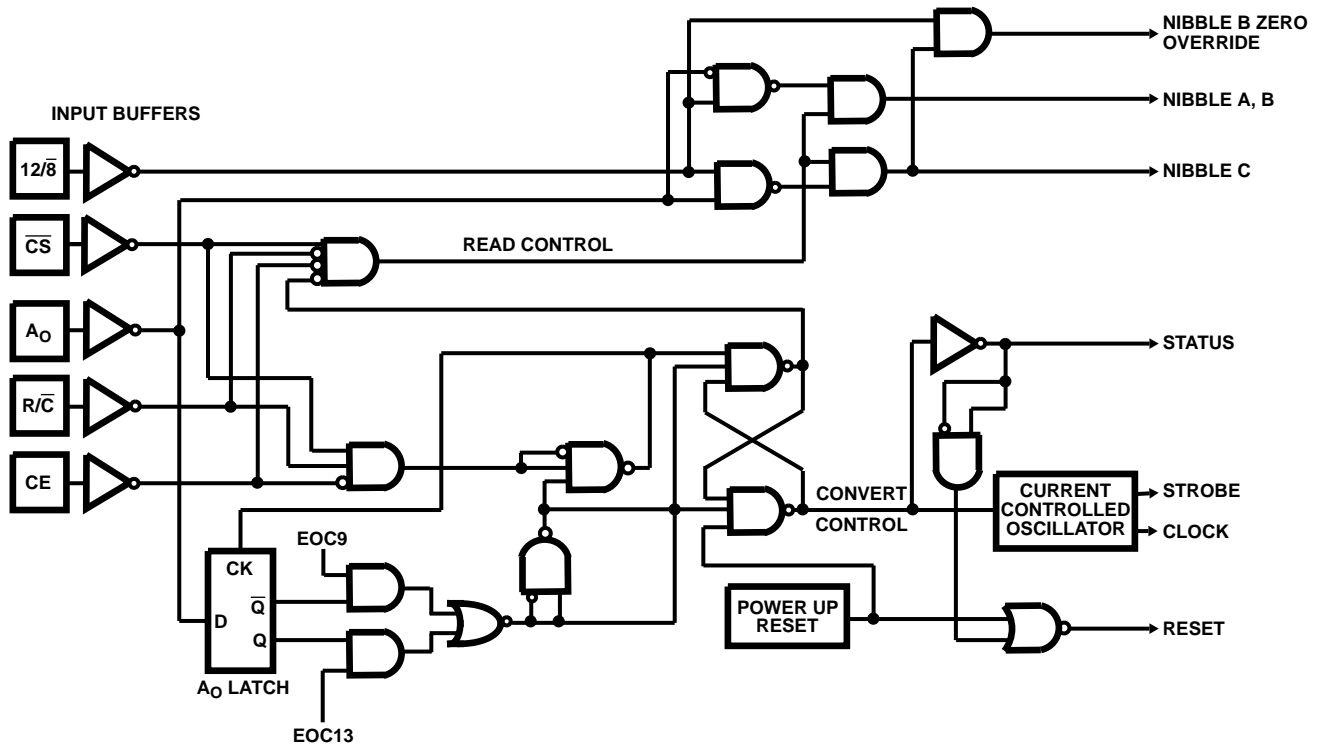 NIBBLE B ZERO
OVERRIDE
NIBBLE A, B
INPUT BUFFERS
12/8̅
NIBBLE C
C̅S̅
READ CONTROL
AO
STATUS
R/C̅
CE
CONVERT
CONTROL
CURRENT
CONTROLLED
OSCILLATOR
STROBE
CLOCK
EOC9
CK
Q̅
D
Q
POWER UP
RESET
RESET
AO LATCH
EOC13